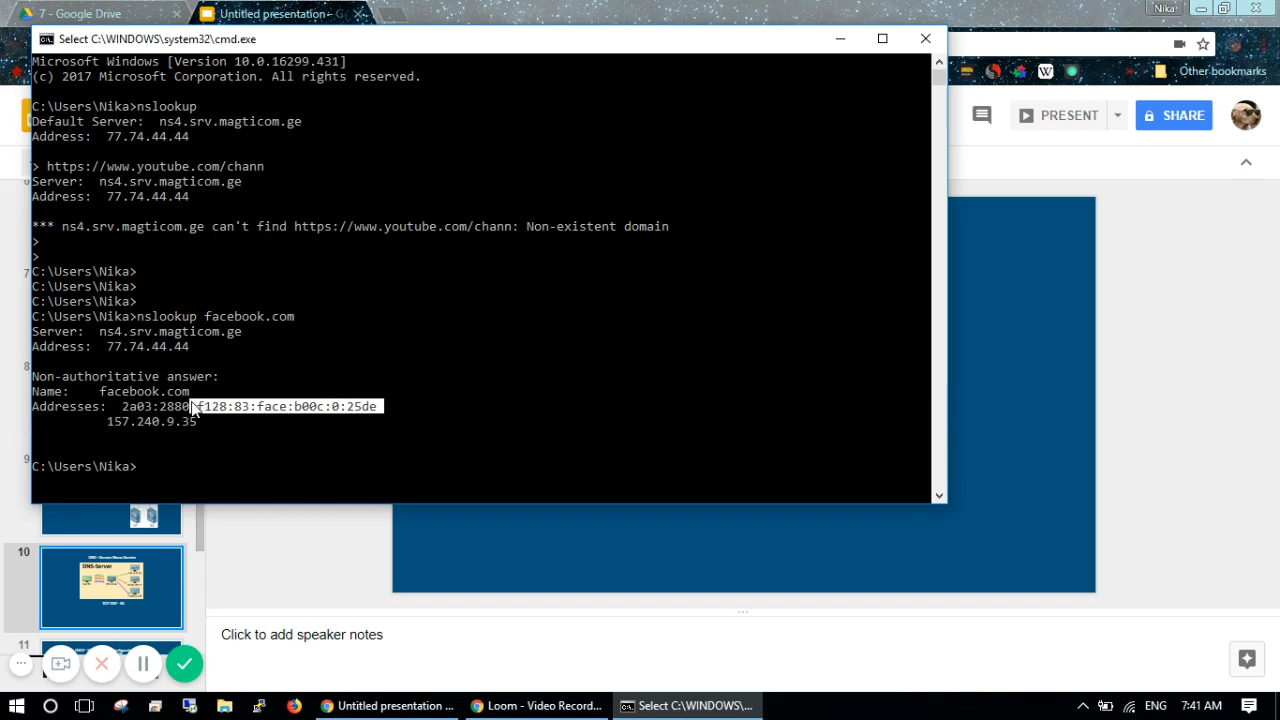 7 - Google Drive
Untitled presentation - G
Nika
Select C:\WINDOWS\system32\cmd.exe
Other bookmarks
PRESENT
SHARE
Microsoft Windows [Version 10.0.16299.431]
(c) 2017 Microsoft Corporation. All rights reserved.
C:\Users\Nika>nslookup
Default Server:  ns4.srv.magticom.ge
Address:  77.74.44.44
> https://www.youtube.com/chann
Server:  ns4.srv.magticom.ge
Address:  77.74.44.44
*** ns4.srv.magticom.ge can't find https://www.youtube.com/chann: Non-existent domain
>
>
C:\Users\Nika>
C:\Users\Nika>
C:\Users\Nika>
C:\Users\Nika>nslookup facebook.com
Server:  ns4.srv.magticom.ge
Address:  77.74.44.44
Non-authoritative answer:
Name:    facebook.com
Addresses:  2a03:2880:f128:83:face:b00c:0:25de
157.240.9.35
C:\Users\Nika>
7
8
9
10
DNS-Server
11
Click to add speaker notes
Untitled presentation ...
Loom - Video Record...
Select C:\WINDOWS\...
ENG
7:41 AM